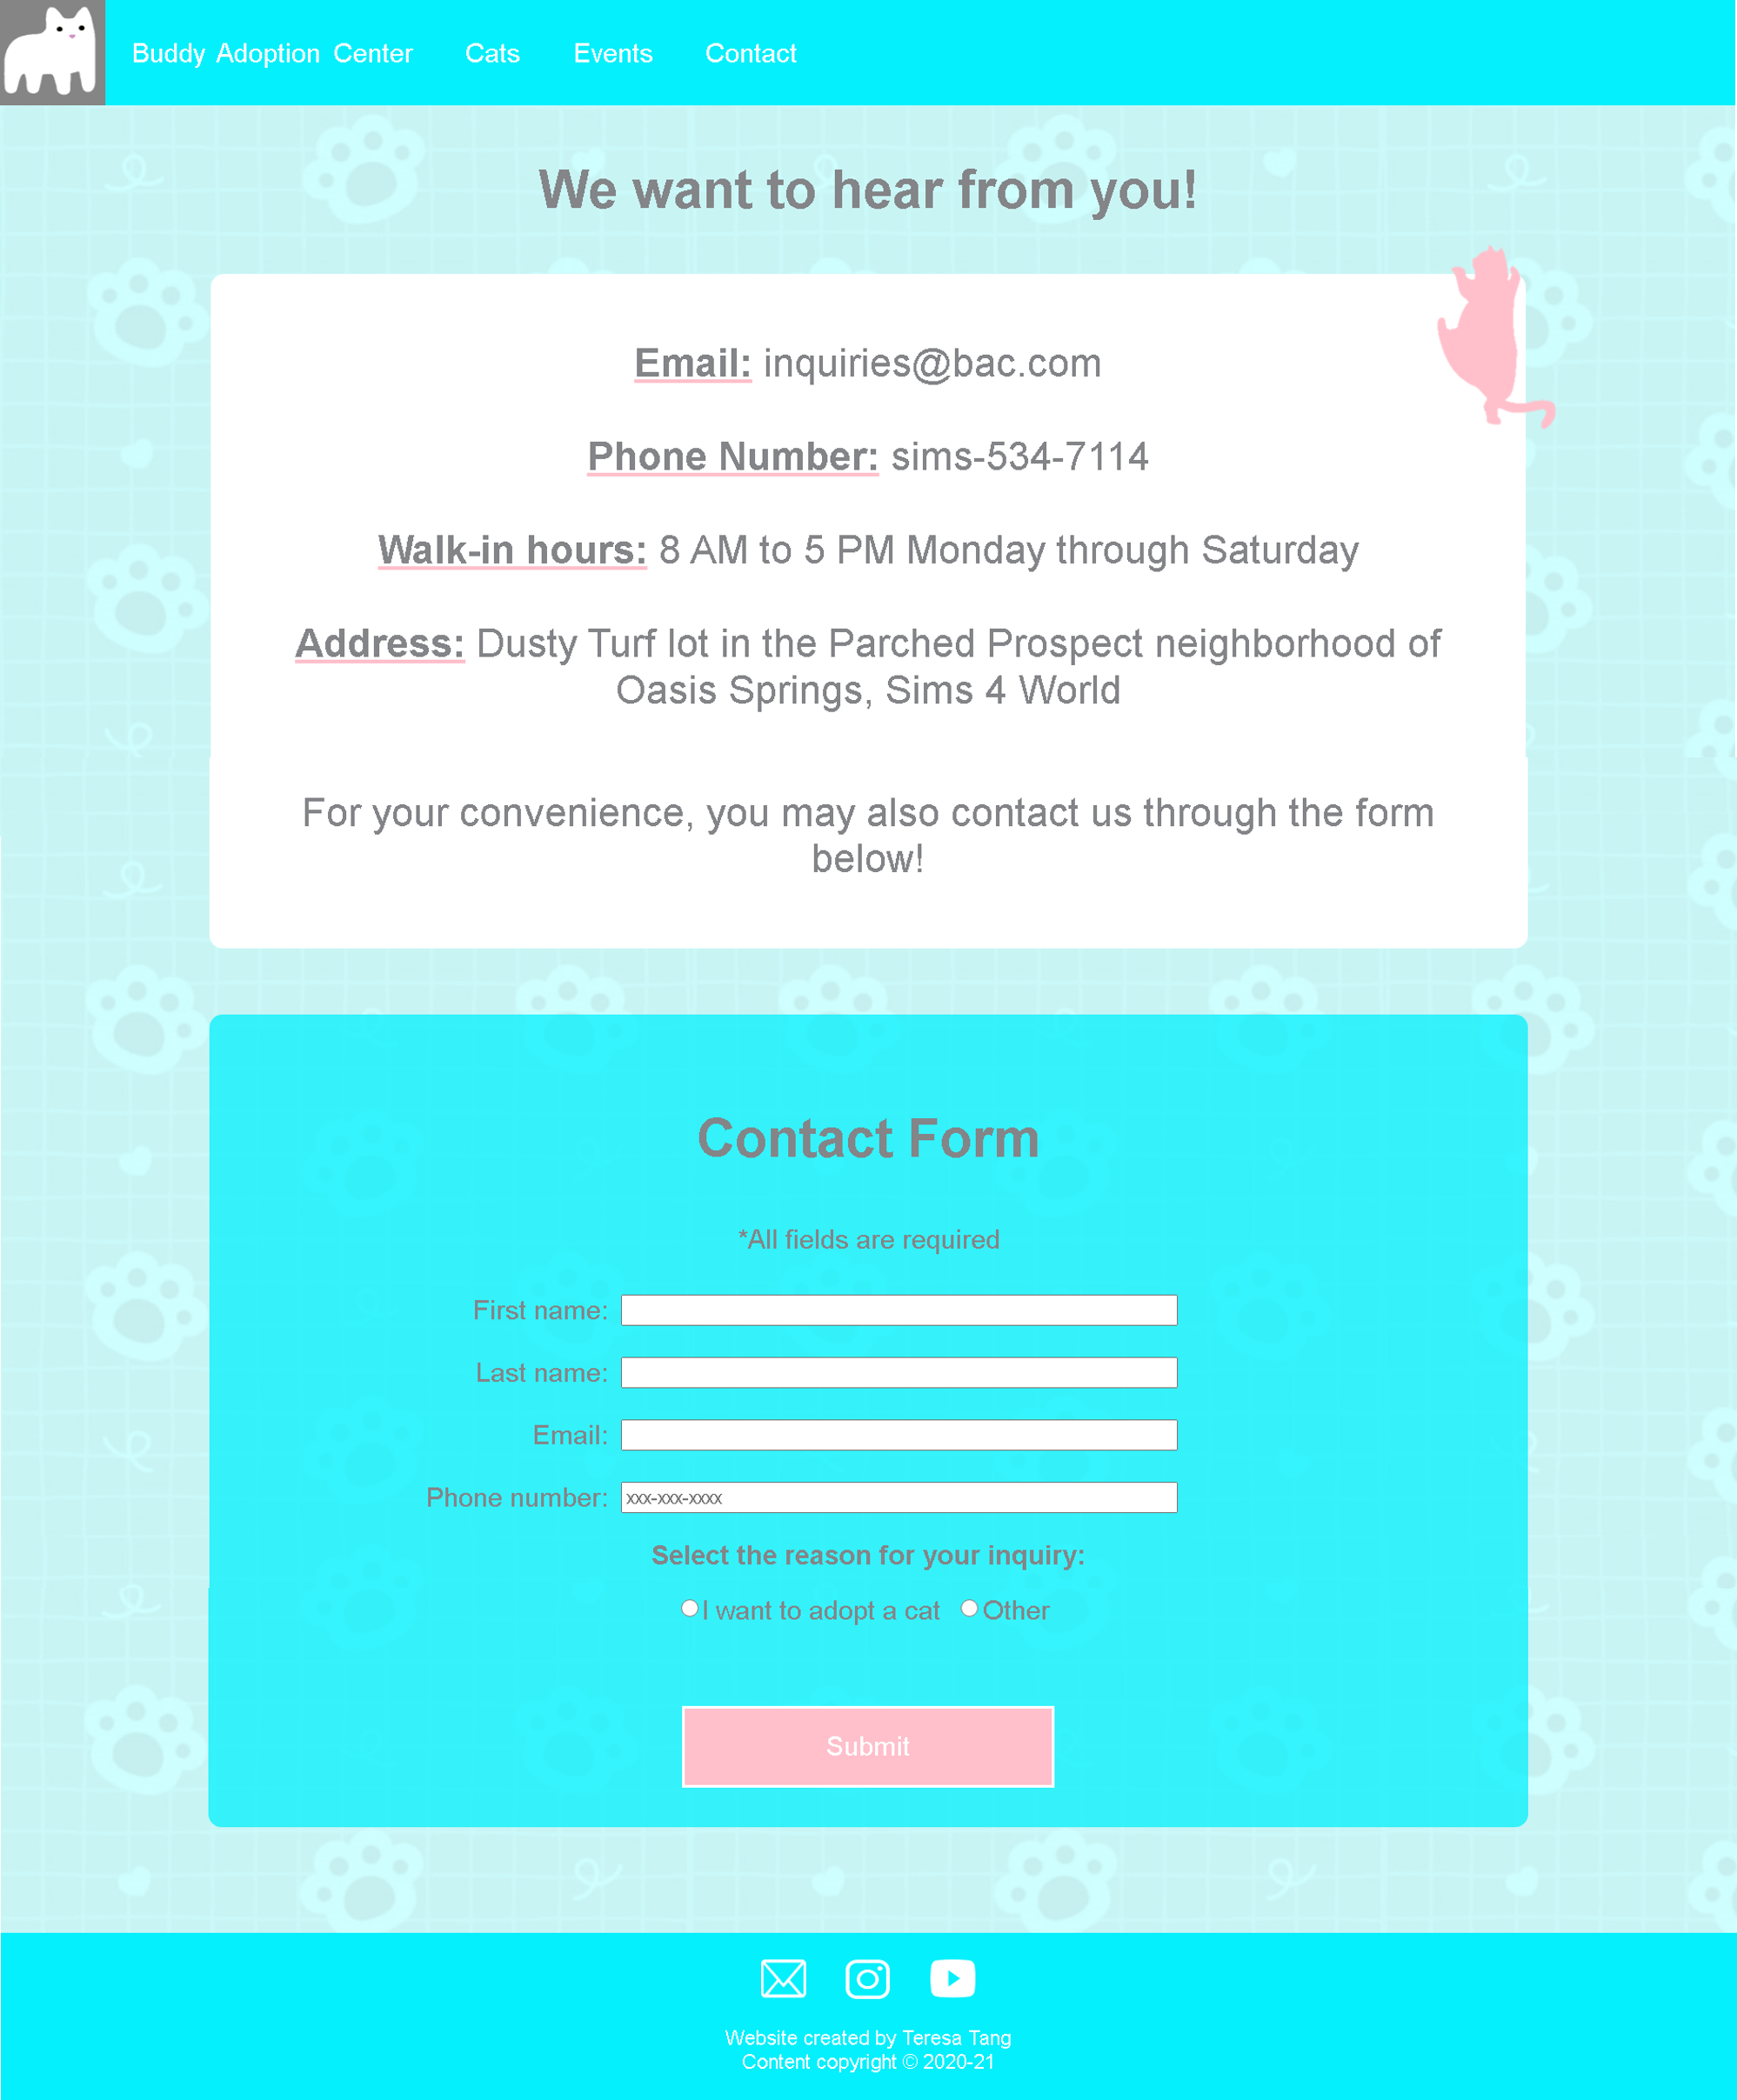 Buddy Adoption Center Cats Events Contact
We want to hear from you!
Email: inquiries@bac.com
Phone Number: sims-534-7114
Walk-in hours: 8 AM to 5 PM Monday through Saturday
Address: Dusty Turf lot in the Parched Prospect neighborhood of
Oasis Springs, Sims 4 World
For your convenience, you may also contact us through the form
below!
Contact Form
*All fields are required
First name:
Last name:
Email:
Phone number: xxx-xxx-xxxx
Select the reason for your inquiry:
I want to adopt a cat Other
Submit
Website created by Teresa Tang
Content copyright © 2020-21